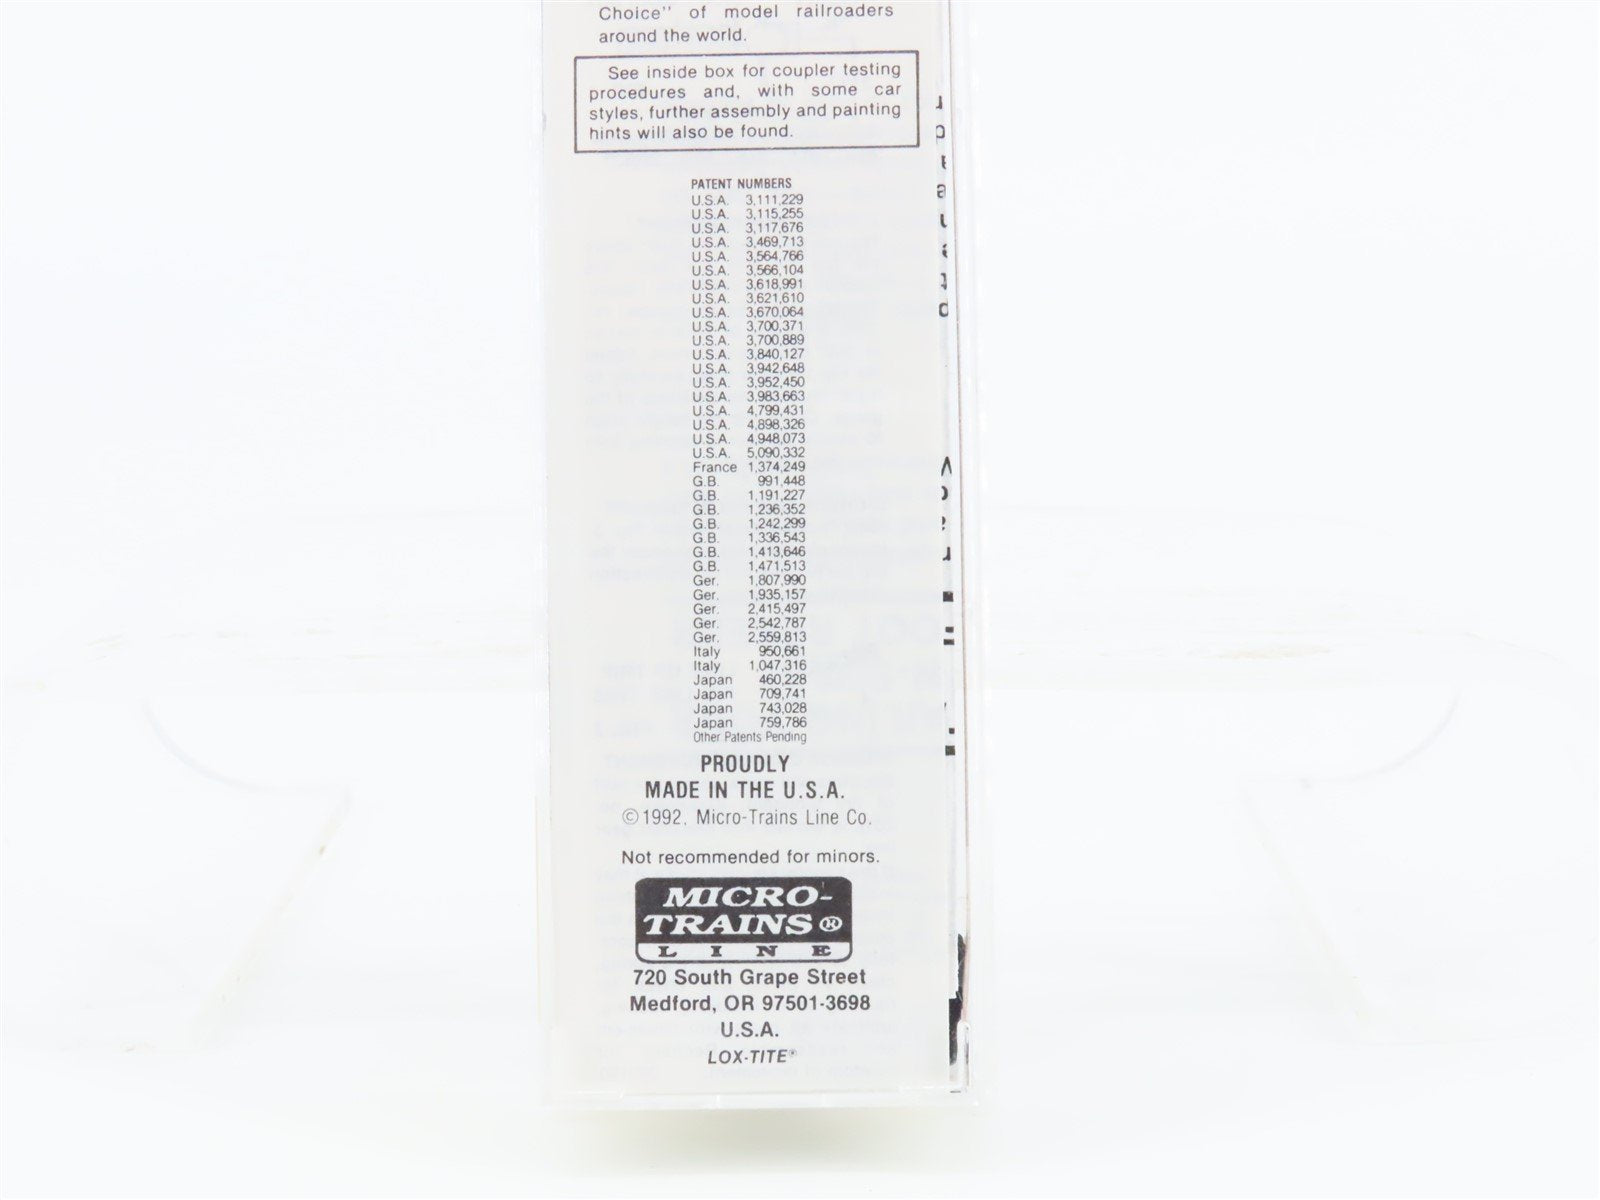 Choice" of model railroaders
around the world.
See inside box for coupler testing
procedures and, with some car
styles, further assembly and painting
hints will also be found.
PATENT NUMBERS
U.S.A. 3,111,229
U.S.A. 3,115,255
U.S.A. 3,117,676
U.S.A. 3,469,713
U.S.A. 3,564,766
U.S.A. 3,566,104
U.S.A. 3,618,991
U.S.A. 3,621,610
U.S.A. 3,670,064
U.S.A. 3,700,371
U.S.A. 3,700,889
U.S.A. 3,840,127
U.S.A. 3,942,648
U.S.A. 3,952,450
U.S.A. 3,983,663
U.S.A. 4,799,431
U.S.A. 4,898,326
U.S.A. 4,948,073
U.S.A. 5,090,332
France 1,374,249
G.B. 991,448
G.B. 1,191,227
G.B. 1,236,352
G.B. 1,242,299
G.B. 1,336,543
G.B. 1,413,646
G.B. 1,471,513
Ger. 1,807,990
Ger. 1,935,157
Ger. 2,415,497
Ger. 2,542,787
Ger. 2,559,813
Italy 950,661
Italy 1,047,316
Japan 460,228
Japan 709,741
Japan 743,028
Japan 759,786
Other Patents Pending
PROUDLY
MADE IN THE U.S.A.
©1992. Micro-Trains Line Co.
Not recommended for minors.
MICRO-
TRAINS®
LINE
720 South Grape Street
Medford, OR 97501-3698
U.S.A.
LOX-TITE®